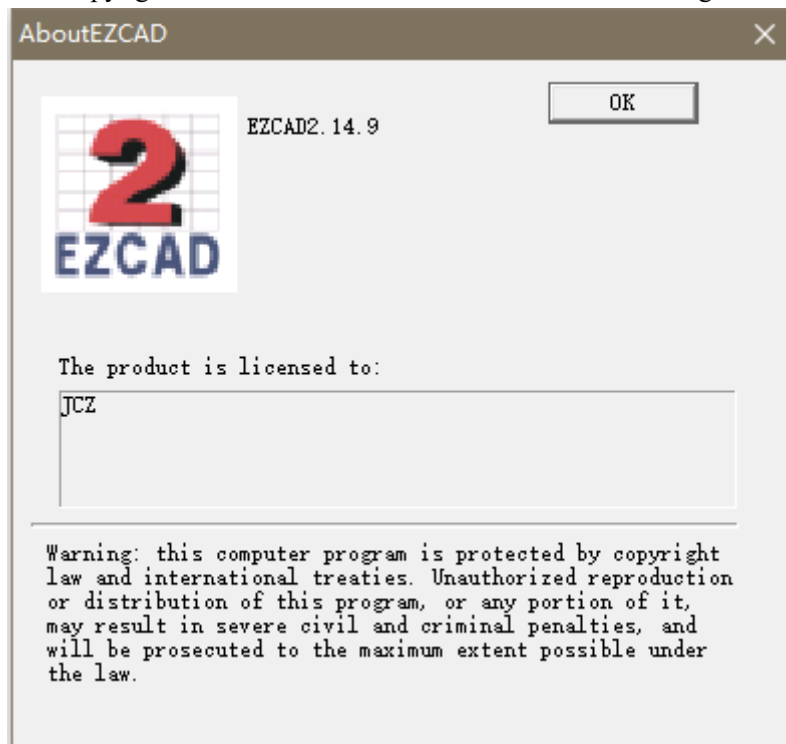 AboutEZCAD
OK
EZCAD2.14.9
2
EZCAD
The product is licensed to:
JCZ
Warning: this computer program is protected by copyright
law and international treaties. Unauthorized reproduction
or distribution of this program, or any portion of it,
may result in severe civil and criminal penalties, and
will be prosecuted to the maximum extent possible under
the law.